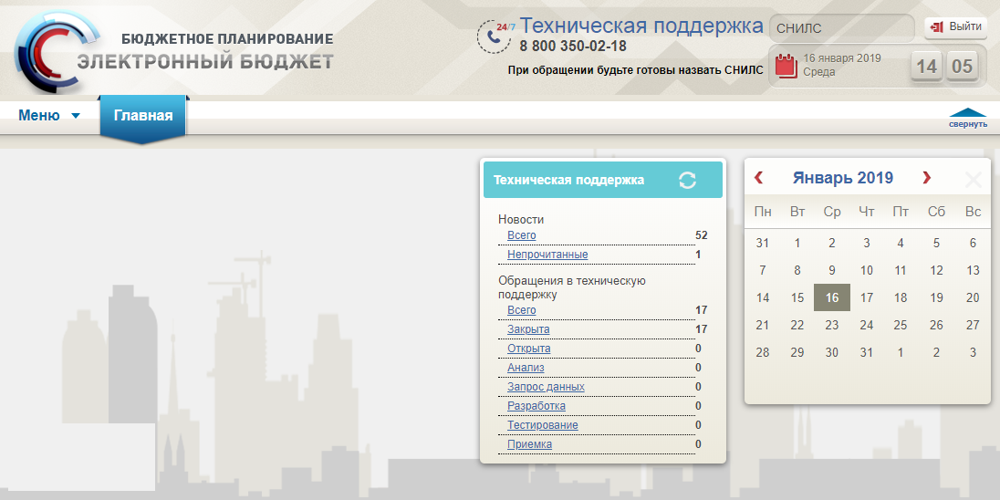 БЮДЖЕТНОЕ ПЛАНИРОВАНИЕ
ЭЛЕКТРОННЫЙ БЮДЖЕТ
24/7
Техническая поддержка
8 800 350-02-18
При обращении будьте готовы назвать СНИЛС
СНИЛС
Выйти
16 января 2019
Среда
14 05
Меню
Главная
свернуть
Техническая поддержка
Новости
Всего 52
Непрочитанные 1
Обращения в техническую
поддержку
Всего 17
Закрыта 17
Открыта 0
Анализ 0
Запрос данных 0
Разработка 0
Тестирование 0
Приемка 0
Январь 2019
Пн Вт Ср Чт Пт Сб Вс
31 1 2 3 4 5 6
7 8 9 10 11 12 13
14 15 16 17 18 19 20
21 22 23 24 25 26 27
28 29 30 31 1 2 3